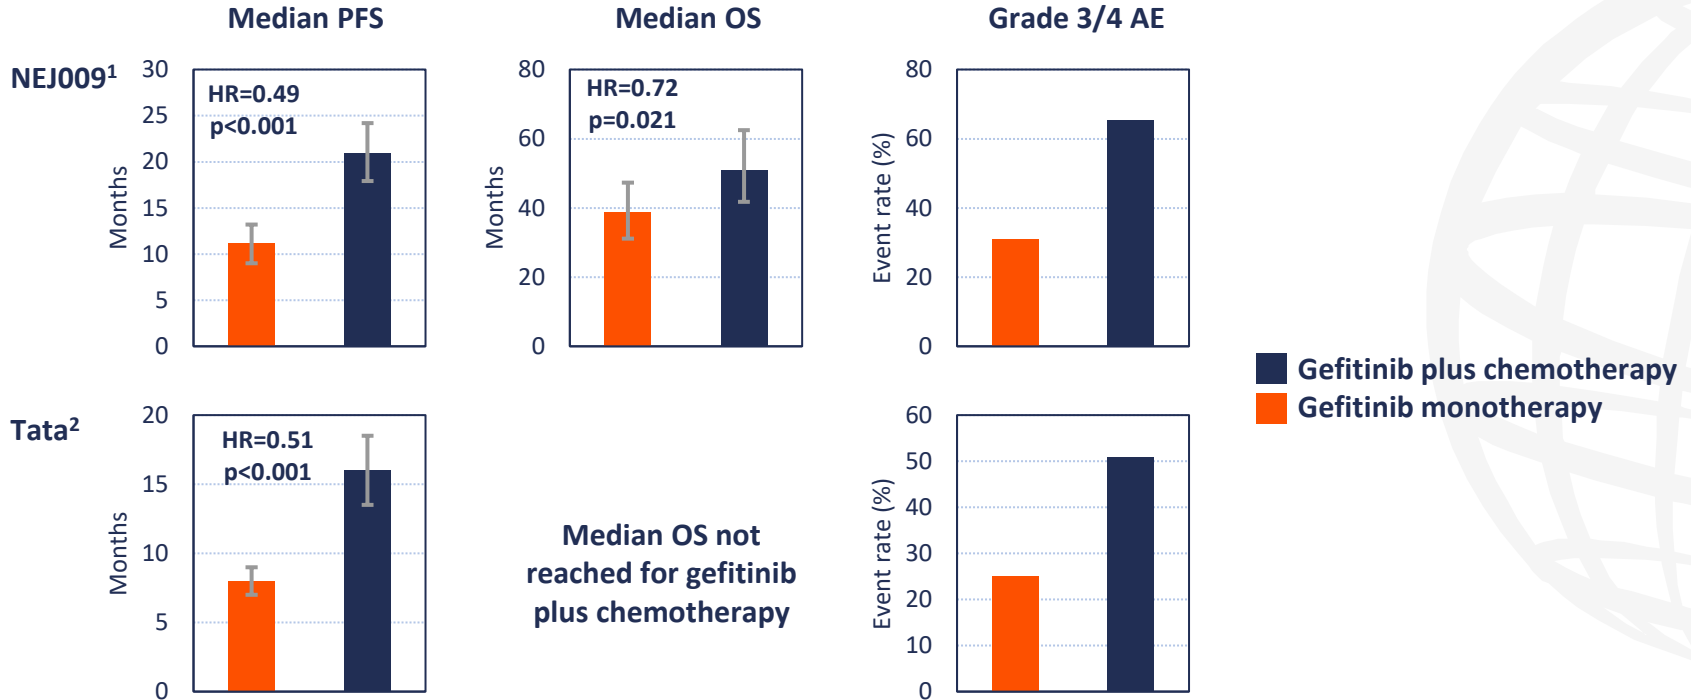 Median PFS
Median OS
Grade 3/4 AE
NEJ009¹
30
25
20
15
10
5
0
Months
HR=0.49
p<0.001
80
60
40
20
0
Months
HR=0.72
p=0.021
80
60
40
20
0
Event rate (%)
Gefitinib plus chemotherapy
Gefitinib monotherapy
Tata²
20
15
10
5
0
Months
HR=0.51
p<0.001
Median OS not
reached for gefitinib
plus chemotherapy
60
50
40
30
20
10
0
Event rate (%)